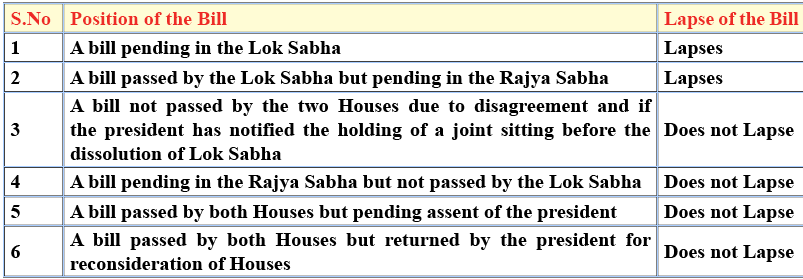 S.No Position of the Bill Lapse of the Bill
1 A bill pending in the Lok Sabha Lapses
2 A bill passed by the Lok Sabha but pending in the Rajya Sabha Lapses
A bill not passed by the two Houses due to disagreement and if
3 the president has notified the holding of a joint sitting before the Does not Lapse
dissolution of Lok Sabha
4 A bill pending in the Rajya Sabha but not passed by the Lok Sabha Does not Lapse
5 A bill passed by both Houses but pending assent of the president Does not Lapse
A bill passed by both Houses but returned by the president for
6 reconsideration of Houses Does not Lapse